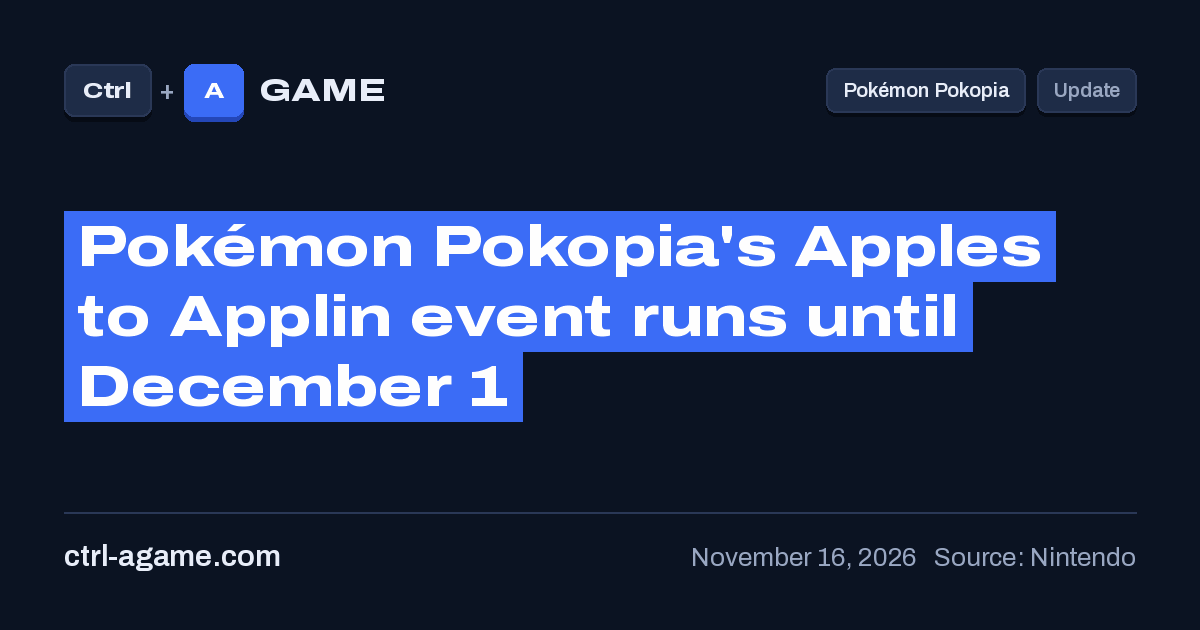 Ctrl + A GAME
Pokémon Pokopia Update
Pokémon Pokopia's Apples
to Applin event runs until
December 1
ctrl-agame.com
November 16, 2026 Source: Nintendo